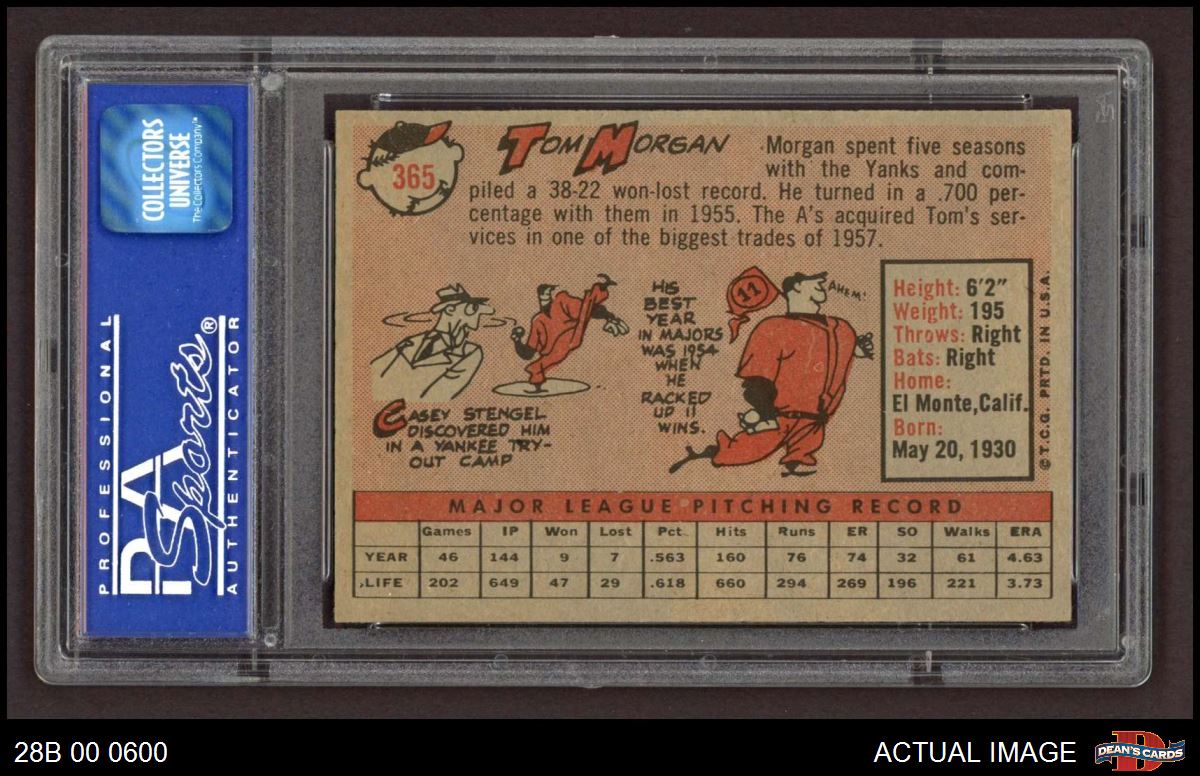 COLLECTORS
UNIVERSE
The Collectors Company™
PROFESSIONAL
PSA
Sports®
AUTHENTICATOR
365
TOM MORGAN
Morgan spent five seasons
with the Yanks and com-
piled a 38-22 won-lost record. He turned in a .700 per-
centage with them in 1955. The A's acquired Tom's ser-
vices in one of the biggest trades of 1957.
CASEY STENGEL
DISCOVERED HIM
IN A YANKEE TRY-
OUT CAMP
HIS
BEST
YEAR
IN MAJORS
WAS 1954
WHEN
HE
RACKED
UP 11
WINS.
11
AHEM!
Height: 6'2"
Weight: 195
Throws: Right
Bats: Right
Home:
El Monte, Calif.
Born:
May 20, 1930
© T.C.G. PRTD. IN U.S.A.
MAJOR LEAGUE PITCHING RECORD
Games IP Won Lost Pct. Hits Runs ER SO Walks ERA
YEAR 46 144 9 7 .563 160 76 74 32 61 4.63
LIFE 202 649 47 29 .618 660 294 269 196 221 3.73
28B 00 0600
ACTUAL IMAGE
DEAN'S CARDS